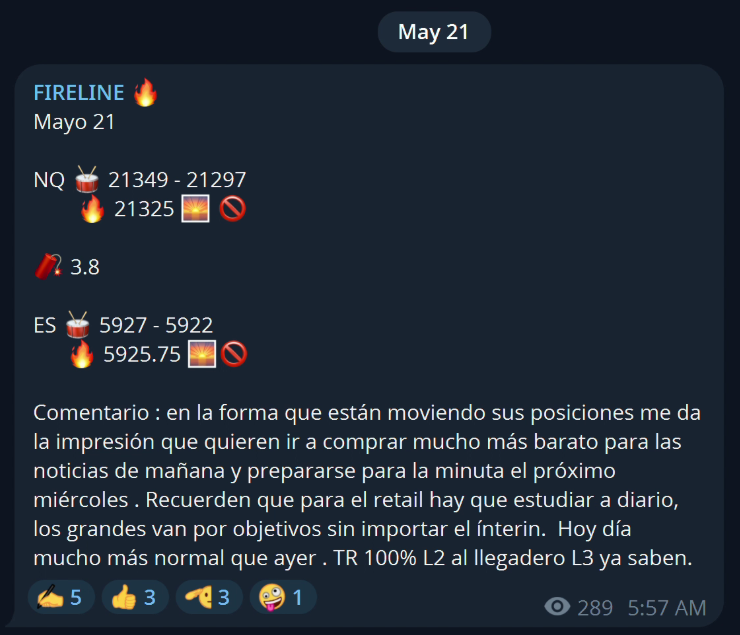 May 21
FIRELINE 🔥
Mayo 21
NQ 🥁 21349 - 21297
🔥 21325 🌅 🚫
🧨 3.8
ES 🥁 5927 - 5922
🔥 5925.75 🌅 🚫
Comentario : en la forma que están moviendo sus posiciones me da
la impresión que quieren ir a comprar mucho más barato para las
noticias de mañana y prepararse para la minuta el próximo
miércoles . Recuerden que para el retail hay que estudiar a diario,
los grandes van por objetivos sin importar el ínterin.  Hoy día
mucho más normal que ayer . TR 100% L2 al llegadero L3 ya saben.
✍️ 5 👍 3 🫰 3 🤪 1
289 5:57 AM